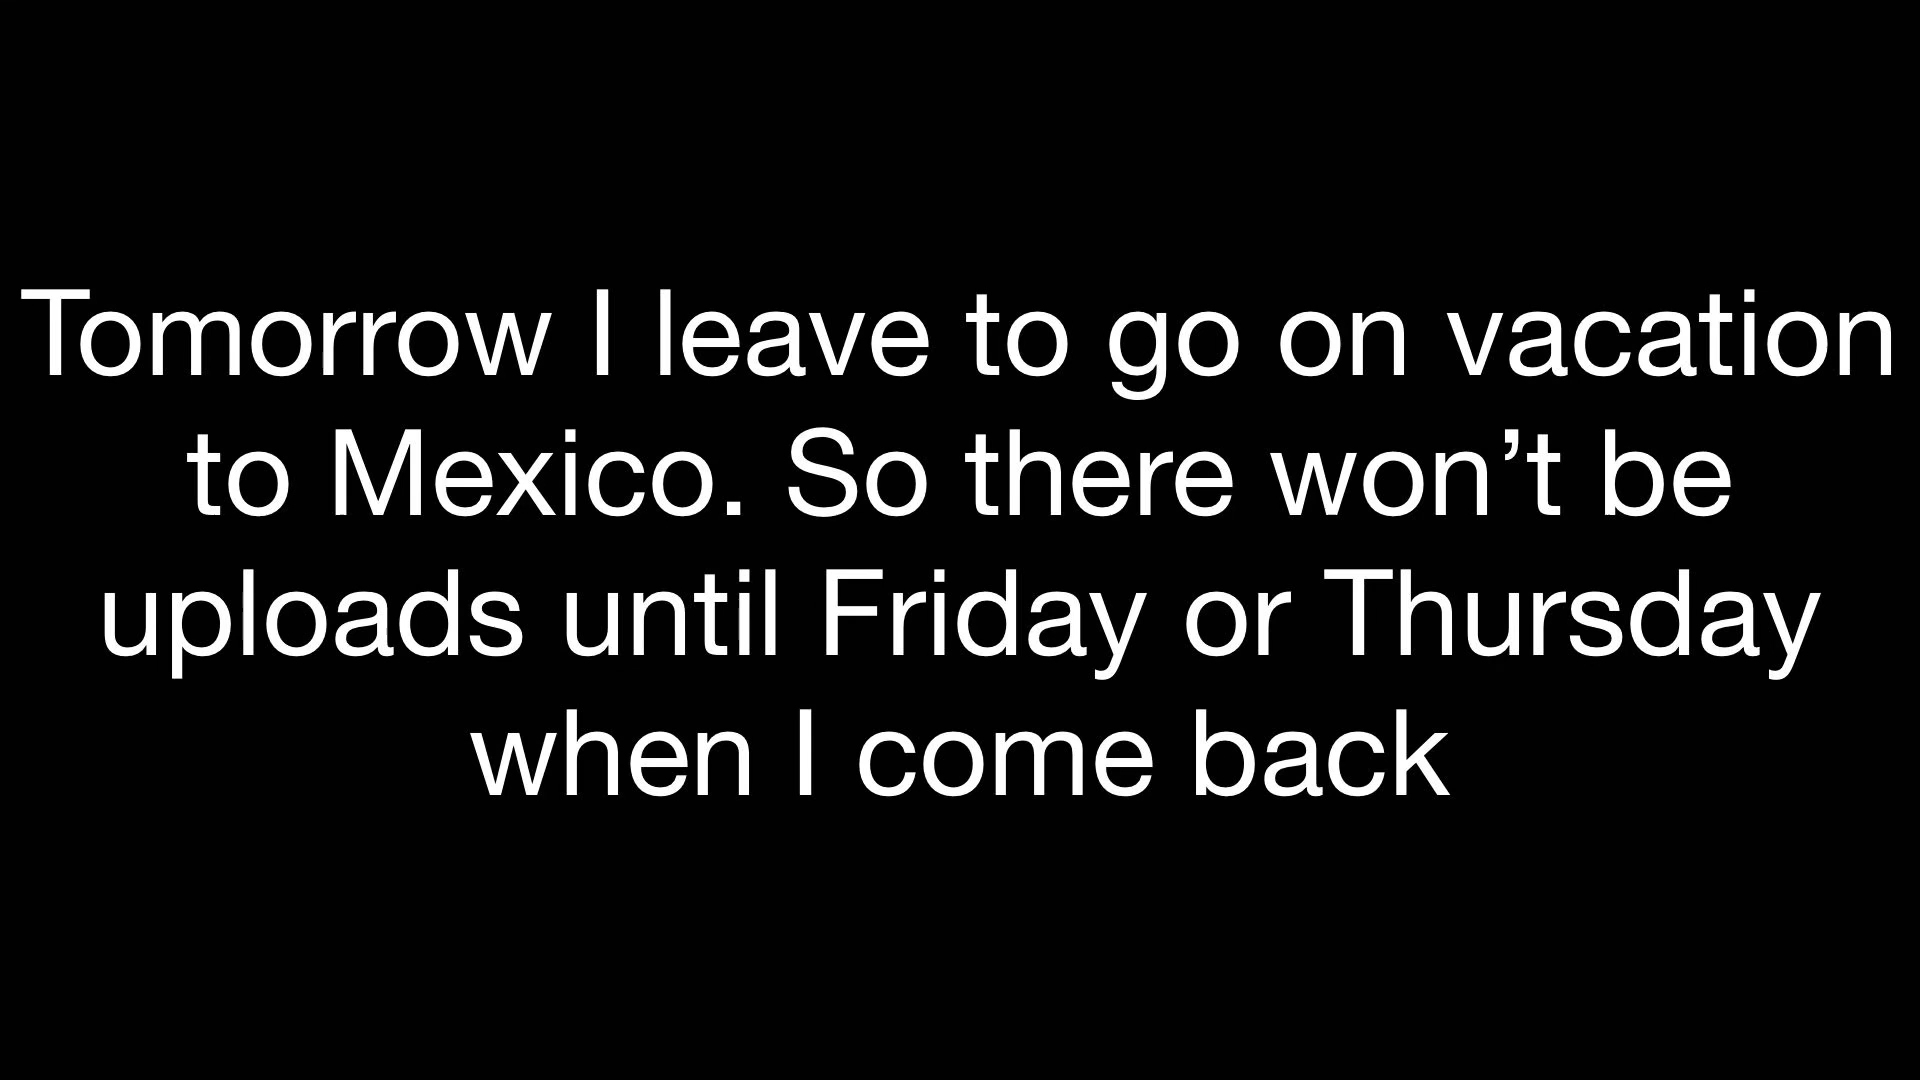 Tomorrow I leave to go on vacation
to Mexico. So there won’t be
uploads until Friday or Thursday
when I come back